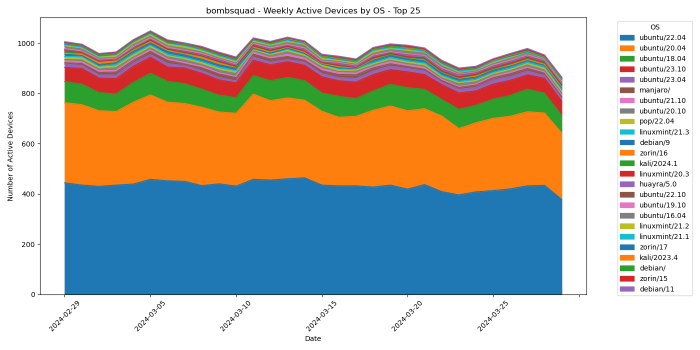 bombsquad - Weekly Active Devices by OS - Top 25
Number of Active Devices
1000
800
600
400
200
0
2024-02-29
2024-03-05
2024-03-10
2024-03-15
2024-03-20
2024-03-25
Date
OS
ubuntu/22.04
ubuntu/20.04
ubuntu/18.04
ubuntu/23.10
ubuntu/23.04
manjaro/
ubuntu/21.10
ubuntu/20.10
pop/22.04
linuxmint/21.3
debian/9
zorin/16
kali/2024.1
linuxmint/20.3
huayra/5.0
ubuntu/22.10
ubuntu/19.10
ubuntu/16.04
linuxmint/21.2
linuxmint/21.1
zorin/17
kali/2023.4
debian/
zorin/15
debian/11